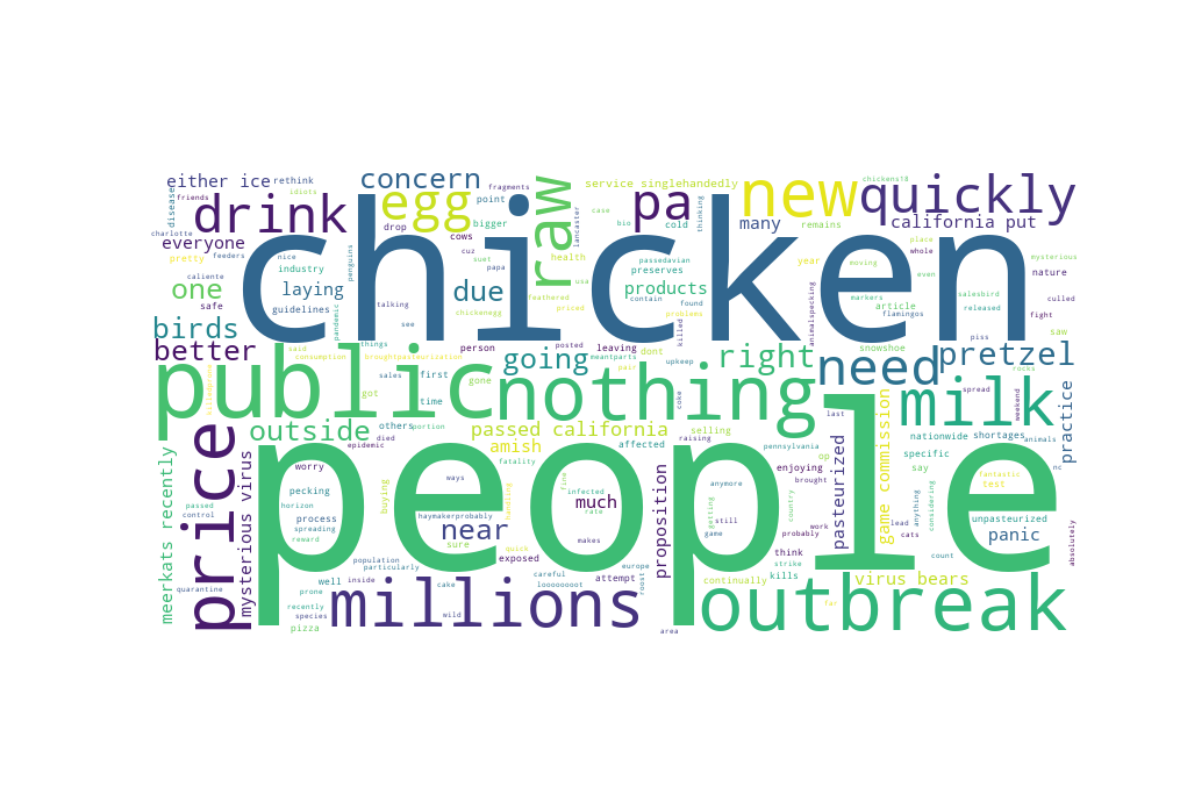 chicken
people
public
nothing
price
outbreak
millions
milk
need
new
quickly
drink
egg
raw
pa
pretzel
concern
either ice
rethink
idiots
friends
disease
charlotte
feeders
everyone
pretty
nice
caliente
safe
one
industry
laying
guidelines
birds
better
drop
point
fragments
bigger
cows
cuz
suet
papa
penguins
pandemic
talking
see
due
chickenegg
feathered
priced
usa
health
case
bio
cold
lancaster
service singlehandedly
thinking
passedavian
preserves
products
contain
found
problems
killed
many
california put
chickens18
remains
year
moving
place
whole
even
mysterious
nature
markers
article
salesbird
released
culled
flamingos
fight
animalspecking
piss
saw
snowshoe
rocks
said
things
consumption
broughtpasteurization
person
posted
leaving
going
meantparts
dont
upkeep
right
pair
coke
sales
first
gone
got
time
outside
others
portion
died
epidemic
passed california
amish
selling
raising
affected
fatality
pennsylvania
op
last
enjoying
brought
pasteurized
game commission
nationwide
shortages
spread
weekend
animals
practice
nc
specific
say
fantastic
test
considering
anything
lead
cats
count
unpasteurized
panic
absolutely
meerkats recently
mysterious virus
worry
pecking
horizon
process
spreading
reward
passed
control
buying
ways
haymakerprobably
near
sure
quick
handling
fine
infected
rate
much
makes
exposed
proposition
anymore
getting
still
game
country
work
probably
think
strike
kills
continually
virus bears
far
population
particularly
well
inside
prone
quarantine
recently
species
pizza
cake
loooooooot
careful
attempt
europe
roost
wild
area